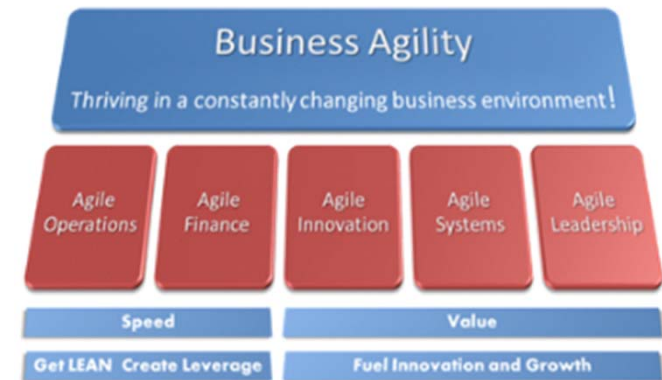 Business Agility
Thriving in a constantly changing business environment!
Agile
Operations
Agile
Finance
Agile
Innovation
Agile
Systems
Agile
Leadership
Speed
Value
Get LEAN Create Leverage
Fuel Innovation and Growth